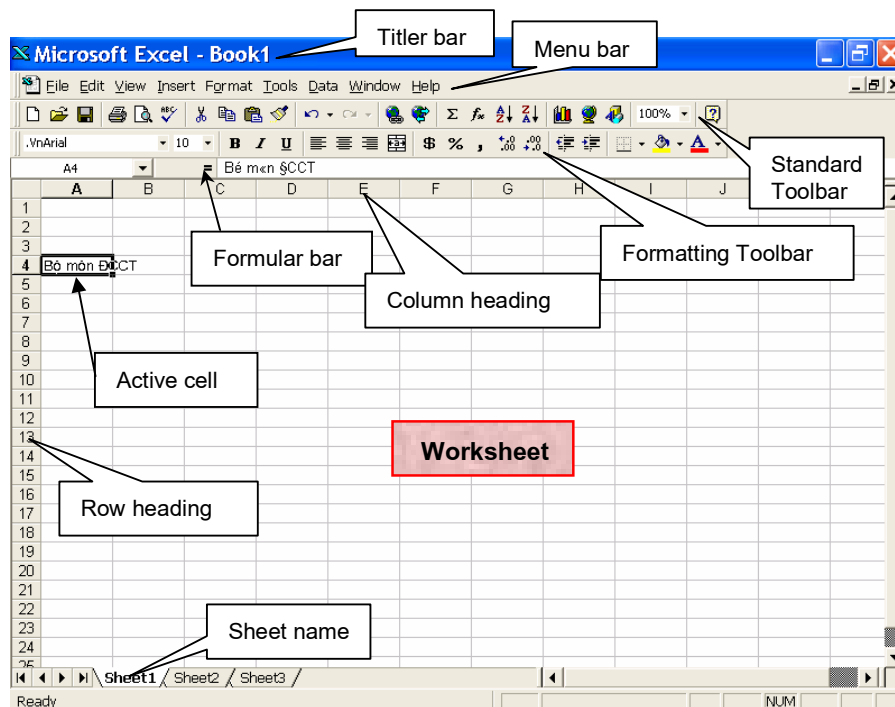 Titler bar
Menu bar
Microsoft Excel - Book1
File Edit View Insert Format Tools Data Window Help
100%
.VnArial 10 B I U $ % ,
Standard
Toolbar
A4 = Bé m«n §CCT
A B C D E F G H I J
1
2
3
Formular bar
Formatting Toolbar
4 Bộ môn ĐCCT
5
6
Column heading
7
8
9
10
Active cell
11
12
13
14
Worksheet
15
16
17
Row heading
18
19
20
21
22
23
Sheet name
24
25
Sheet1 / Sheet2 / Sheet3 /
Ready NUM